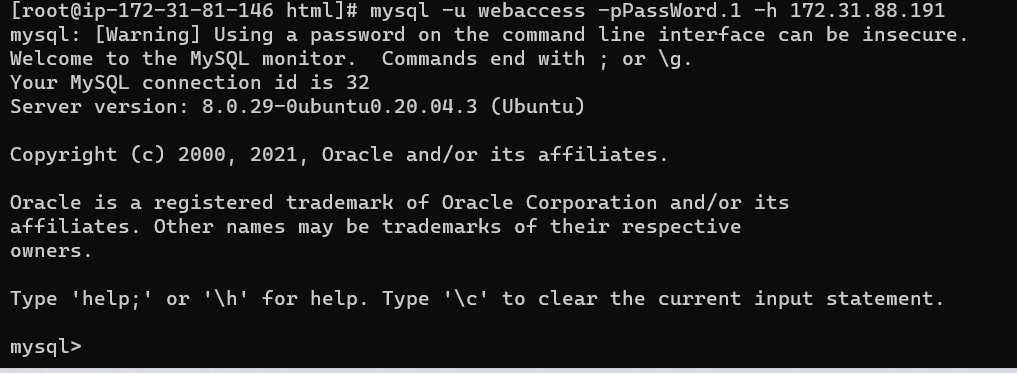 [root@ip-172-31-81-146 html]# mysql -u webaccess -pPassWord.1 -h 172.31.88.191
mysql: [Warning] Using a password on the command line interface can be insecure.
Welcome to the MySQL monitor.  Commands end with ; or \g.
Your MySQL connection id is 32
Server version: 8.0.29-0ubuntu0.20.04.3 (Ubuntu)
Copyright (c) 2000, 2021, Oracle and/or its affiliates.
Oracle is a registered trademark of Oracle Corporation and/or its
affiliates. Other names may be trademarks of their respective
owners.
Type 'help;' or '\h' for help. Type '\c' to clear the current input statement.
mysql>